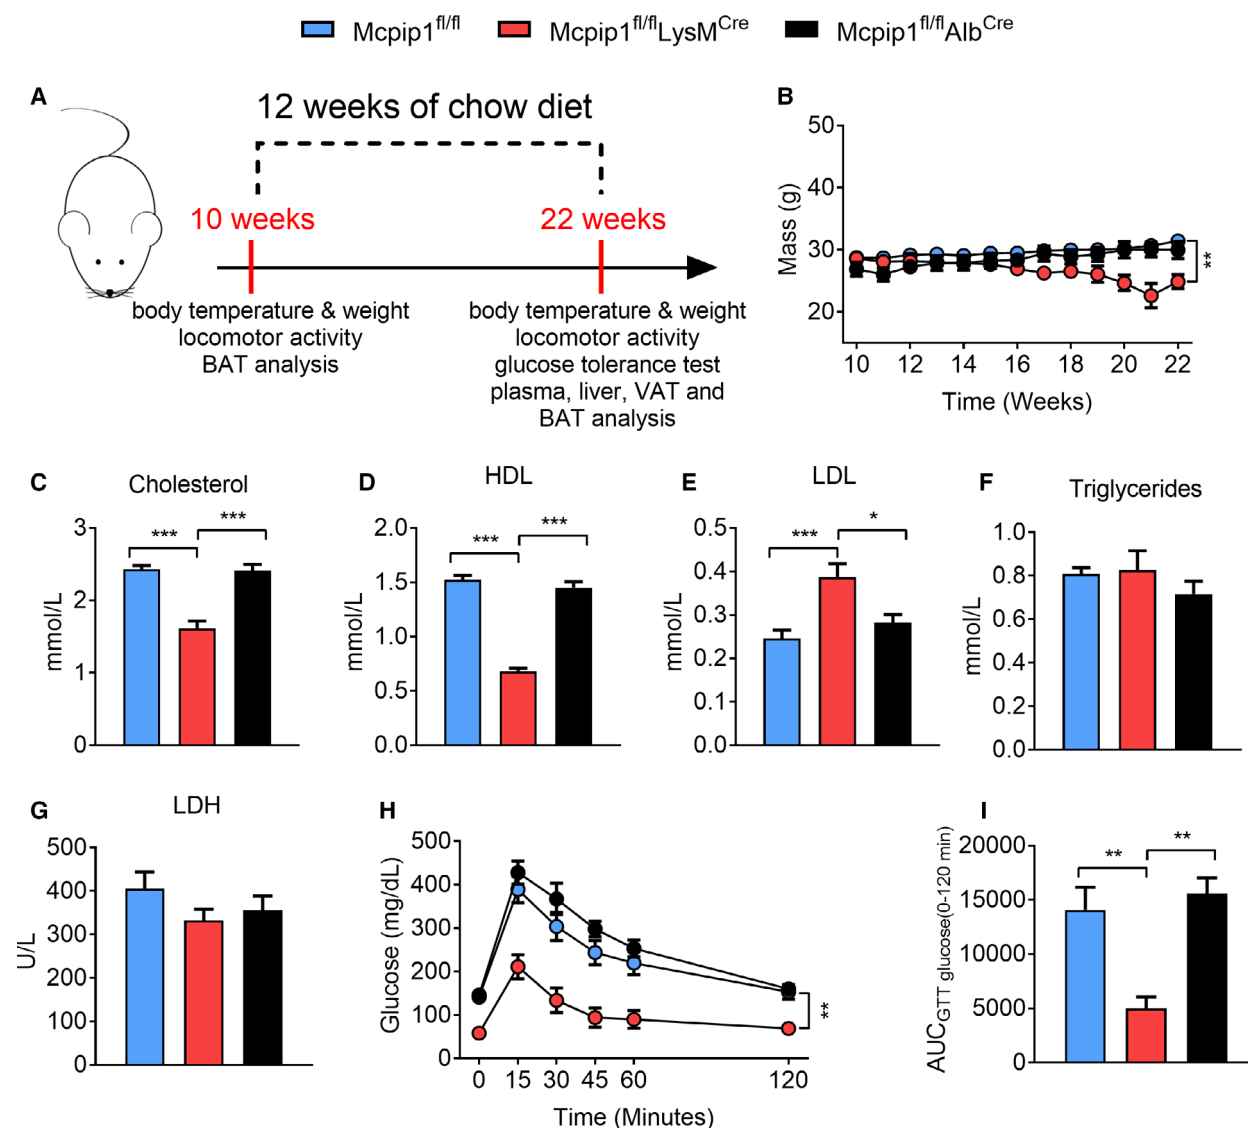 Mcpip1fl/fl Mcpip1fl/flLysMCre Mcpip1fl/flAlbCre
A
12 weeks of chow diet
10 weeks
22 weeks
body temperature & weight
locomotor activity
BAT analysis
body temperature & weight
locomotor activity
glucose tolerance test
plasma, liver, VAT and
BAT analysis
B
Mass (g)
50
40
30
20
**
10 12 14 16 18 20 22
Time (Weeks)
C
Cholesterol
mmol/L
3
2
1
0
*** ***
D
HDL
mmol/L
2.0
1.5
1.0
0.5
0.0
*** ***
E
LDL
mmol/L
0.5
0.4
0.3
0.2
0.1
0.0
*** *
F
Triglycerides
mmol/L
1.0
0.8
0.6
0.4
0.2
0.0
G
LDH
U/L
500
400
300
200
100
0
H
Glucose (mg/dL)
500
400
300
200
100
0
**
0 15 30 45 60 120
Time (Minutes)
I
AUCGTT glucose(0-120 min)
20000
15000
10000
5000
0
** **